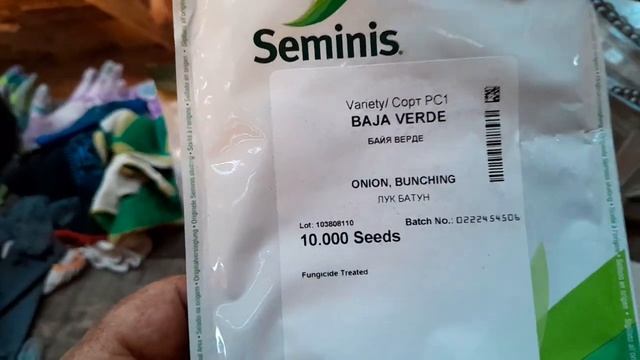 Seminis®
Variety/ Сорт PC1
BAJA VERDE
БАЙЯ ВЕРДЕ
ONION, BUNCHING
ЛУК БАТУН
Lot: 103808110
Batch No.: 0222454506
10.000 Seeds
Fungicide Treated